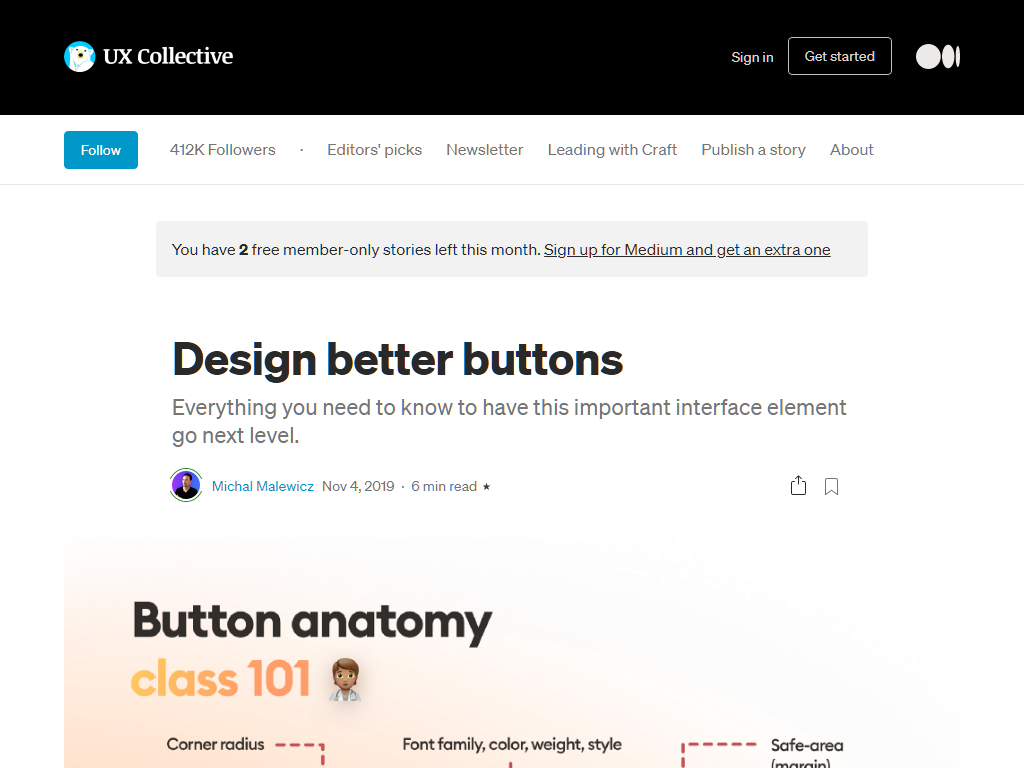 UX Collective
Sign in
Get started
Follow
412K Followers
·
Editors' picks
Newsletter
Leading with Craft
Publish a story
About
You have 2 free member-only stories left this month. Sign up for Medium and get an extra one
Design better buttons
Everything you need to know to have this important interface element
go next level.
Michal Malewicz Nov 4, 2019 · 6 min read ★
Button anatomy
class 101
Corner radius
Font family, color, weight, style
Safe-area
(margin)